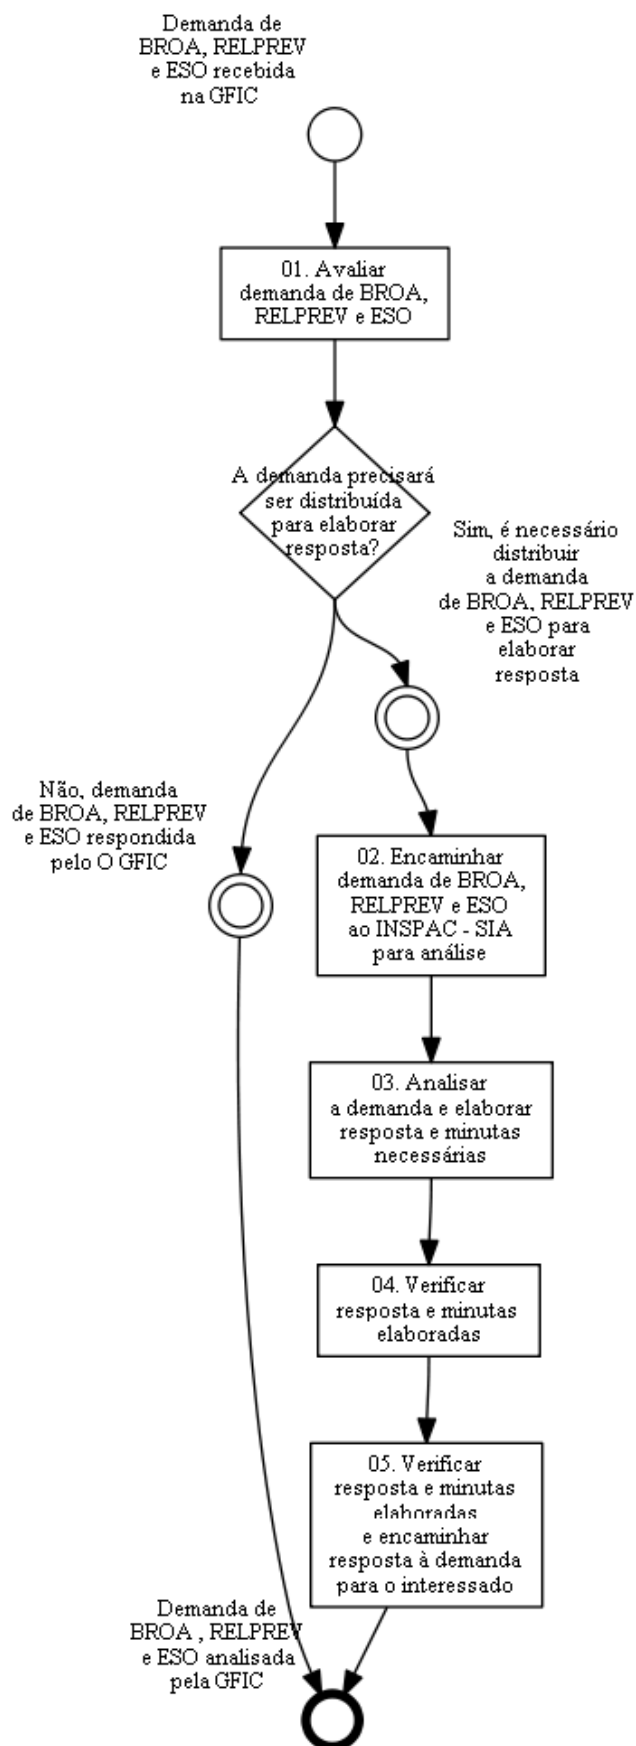 Demanda de
BROA, RELPREV
e ESO recebida
na GFIC
01. Avaliar
demanda de BROA,
RELPREV e ESO
A demanda precisará
ser distribuída
para elaborar
resposta?
Sim, é necessário
distribuir
a demanda
de BROA, RELPREV
e ESO para
elaborar
resposta
Não, demanda
de BROA, RELPREV
e ESO respondida
pelo O GFIC
02. Encaminhar
demanda de BROA,
RELPREV e ESO
ao INSPAC - SIA
para análise
03. Analisar
a demanda e elaborar
resposta e minutas
necessárias
04. Verificar
resposta e minutas
elaboradas
05. Verificar
resposta e minutas
elaboradas
e encaminhar
resposta à demanda
para o interessado
Demanda de
BROA , RELPREV
e ESO analisada
pela GFIC